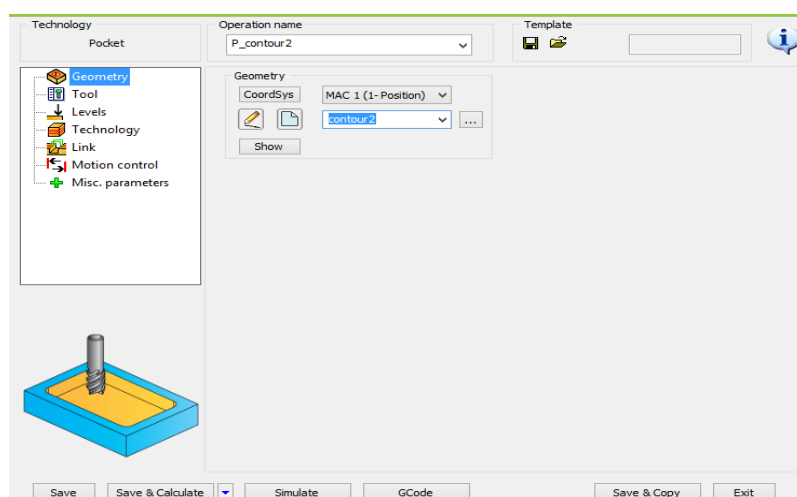 Technology
Pocket
Operation name
P_contour2
Template
Geometry
Tool
Levels
Technology
Link
Motion control
Misc. parameters
Geometry
CoordSys
MAC 1 (1- Position)
contour2
...
Show
Save
Save & Calculate
Simulate
GCode
Save & Copy
Exit